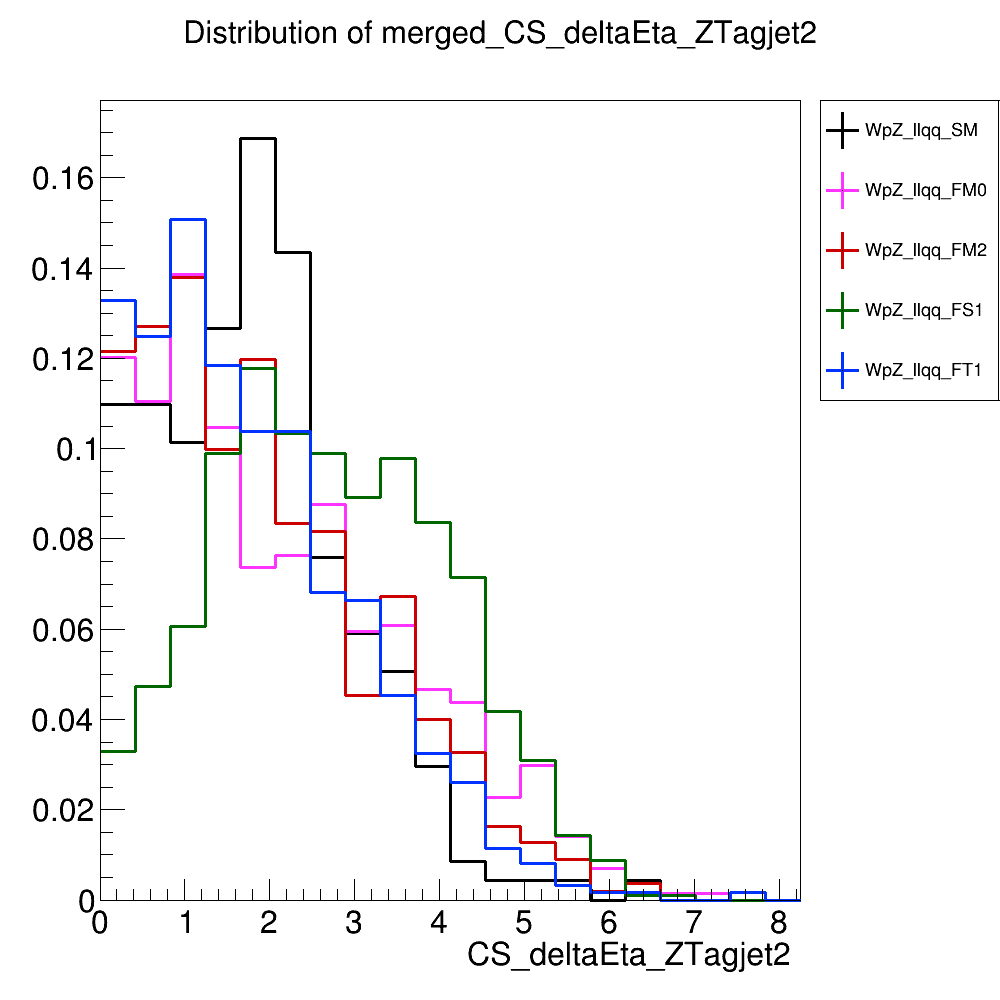 Distribution of merged_CS_deltaEta_ZTagjet2
WpZ_llqq_SM
WpZ_llqq_FM0
WpZ_llqq_FM2
WpZ_llqq_FS1
WpZ_llqq_FT1
0.16
0.14
0.12
0.1
0.08
0.06
0.04
0.02
0
0 1 2 3 4 5 6 7 8
CS_deltaEta_ZTagjet2